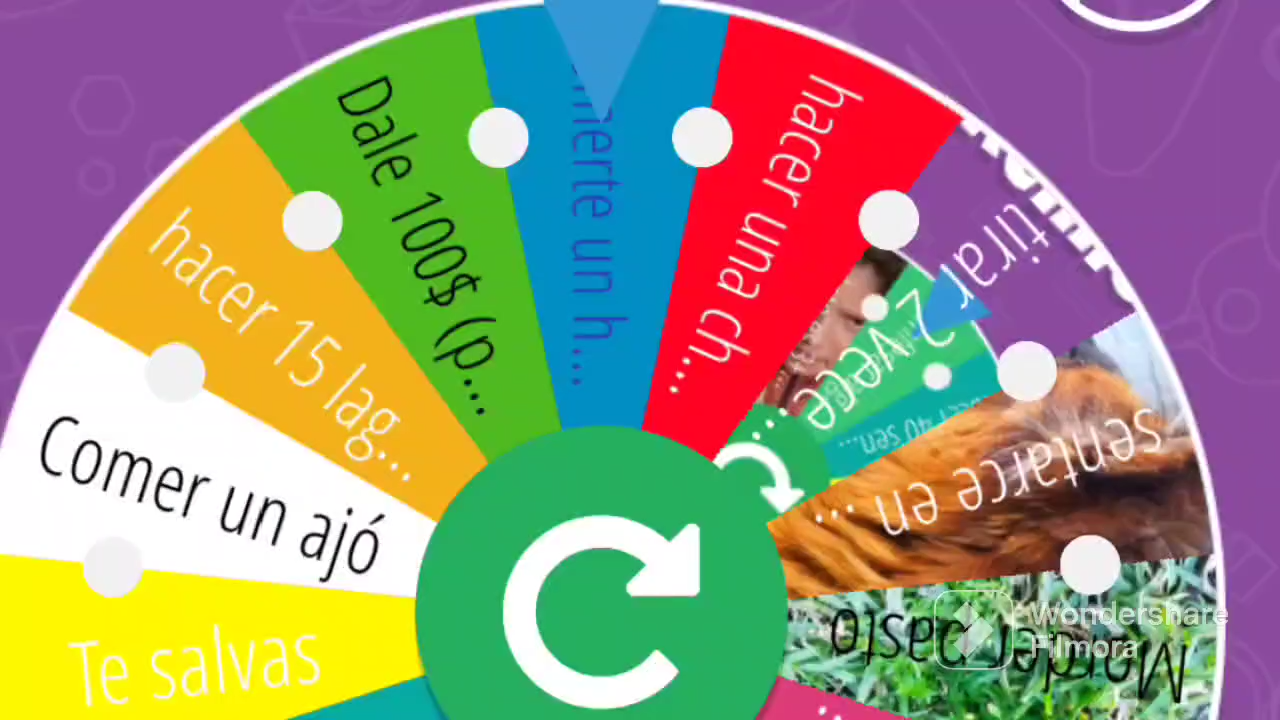 Te salvas
Comer un ajó
hacer 15 lag...
Dale 100$ (p...
un h...
hacer una ch...
tirar 2 vece...
sentarce en ...
Morder pasto
Wondershare
Filmora